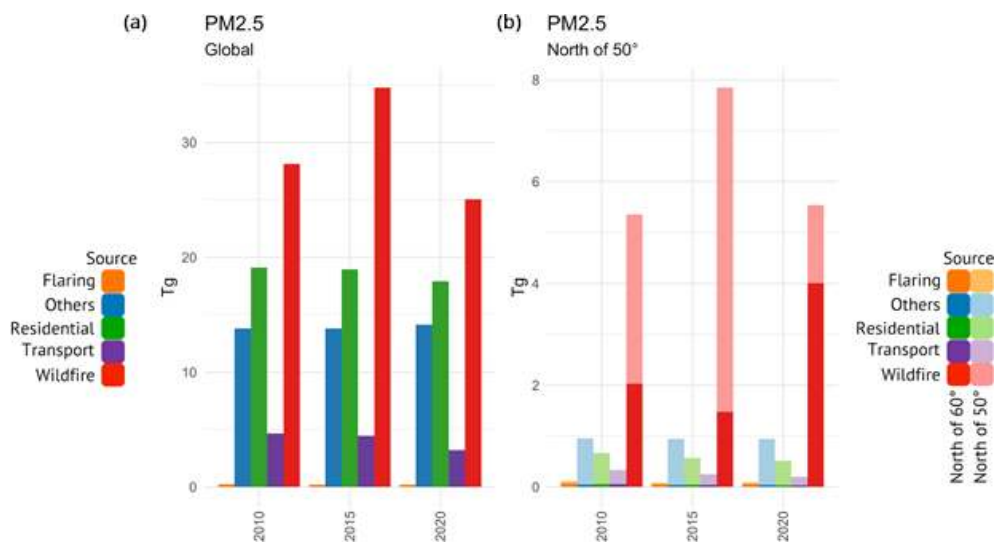 (a) PM2.5
Global
30
20
10
0
Tg
2010
2015
2020
Source
Flaring
Others
Residential
Transport
Wildfire
(b) PM2.5
North of 50°
8
6
4
2
0
Tg
2010
2015
2020
Source
Flaring
Others
Residential
Transport
Wildfire
North of 60°
North of 50°